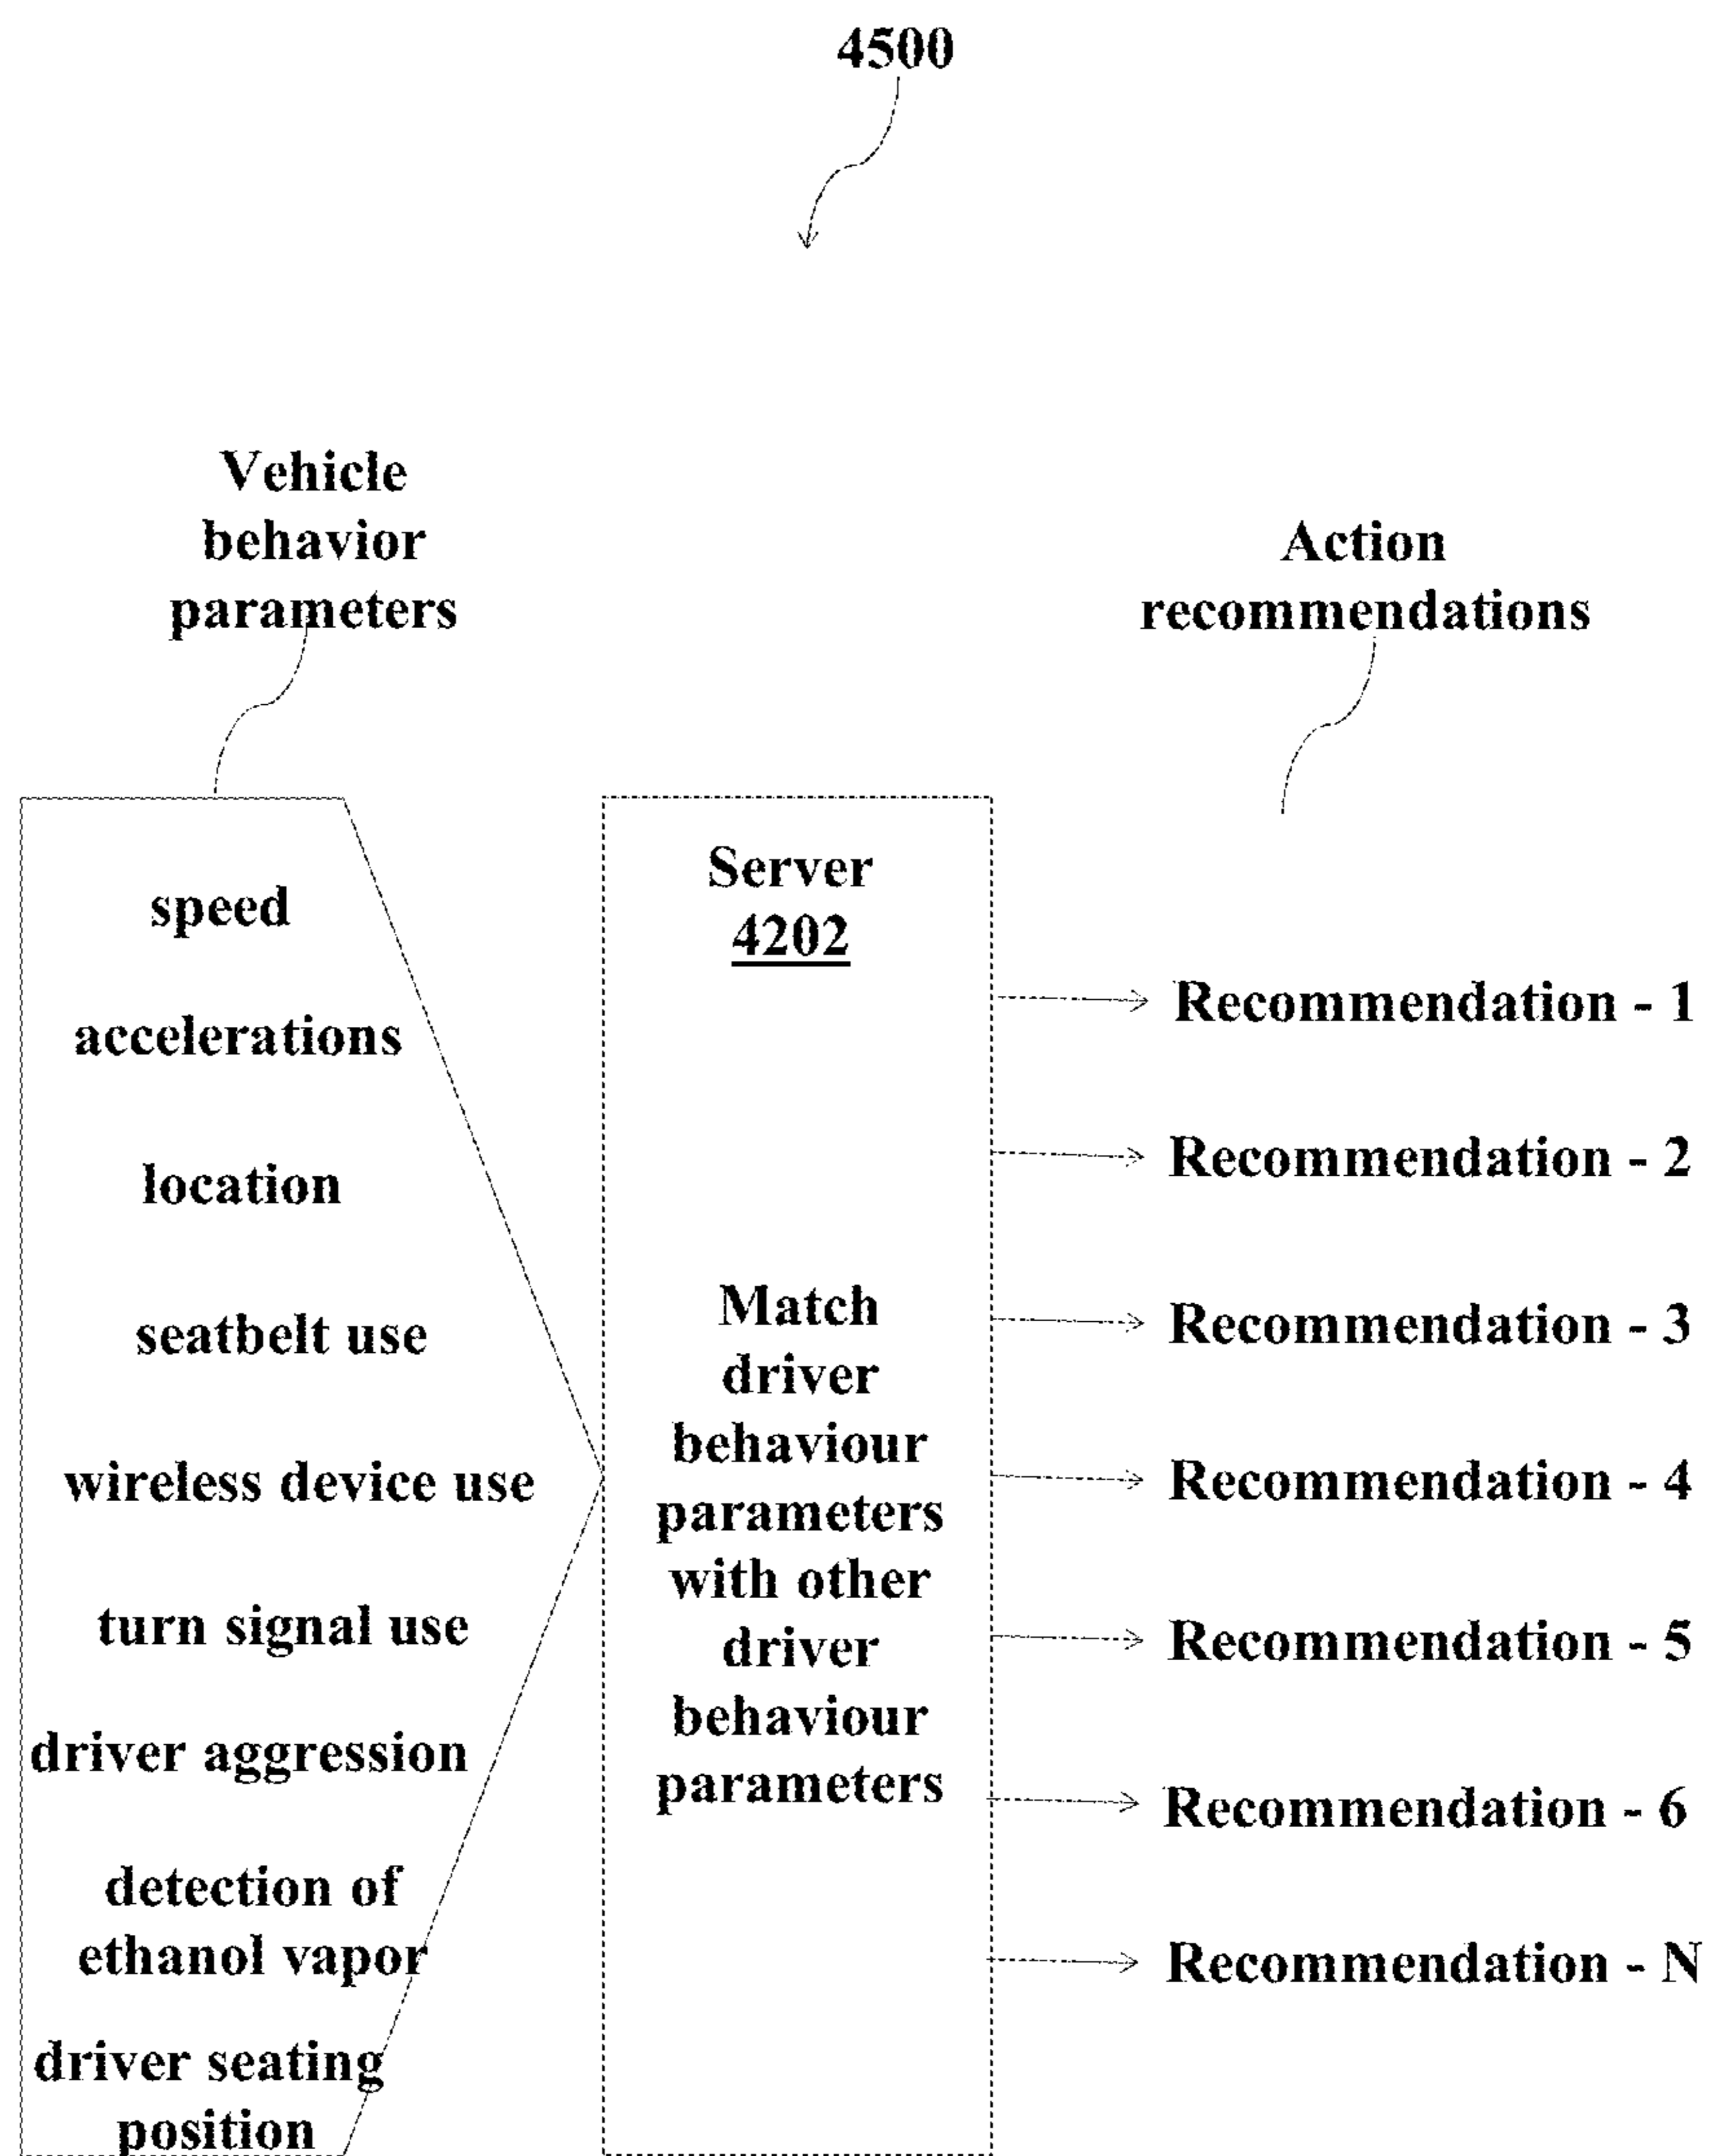 4500
Vehicle
behavior
parameters
Action
recommendations
speed
accelerations
location
seatbelt use
wireless device use
turn signal use
driver aggression
detection of
ethanol vapor
driver seating
position
Server
4202
Match
driver
behaviour
parameters
with other
driver
behaviour
parameters
Recommendation - 1
Recommendation - 2
Recommendation - 3
Recommendation - 4
Recommendation - 5
Recommendation - 6
Recommendation - N